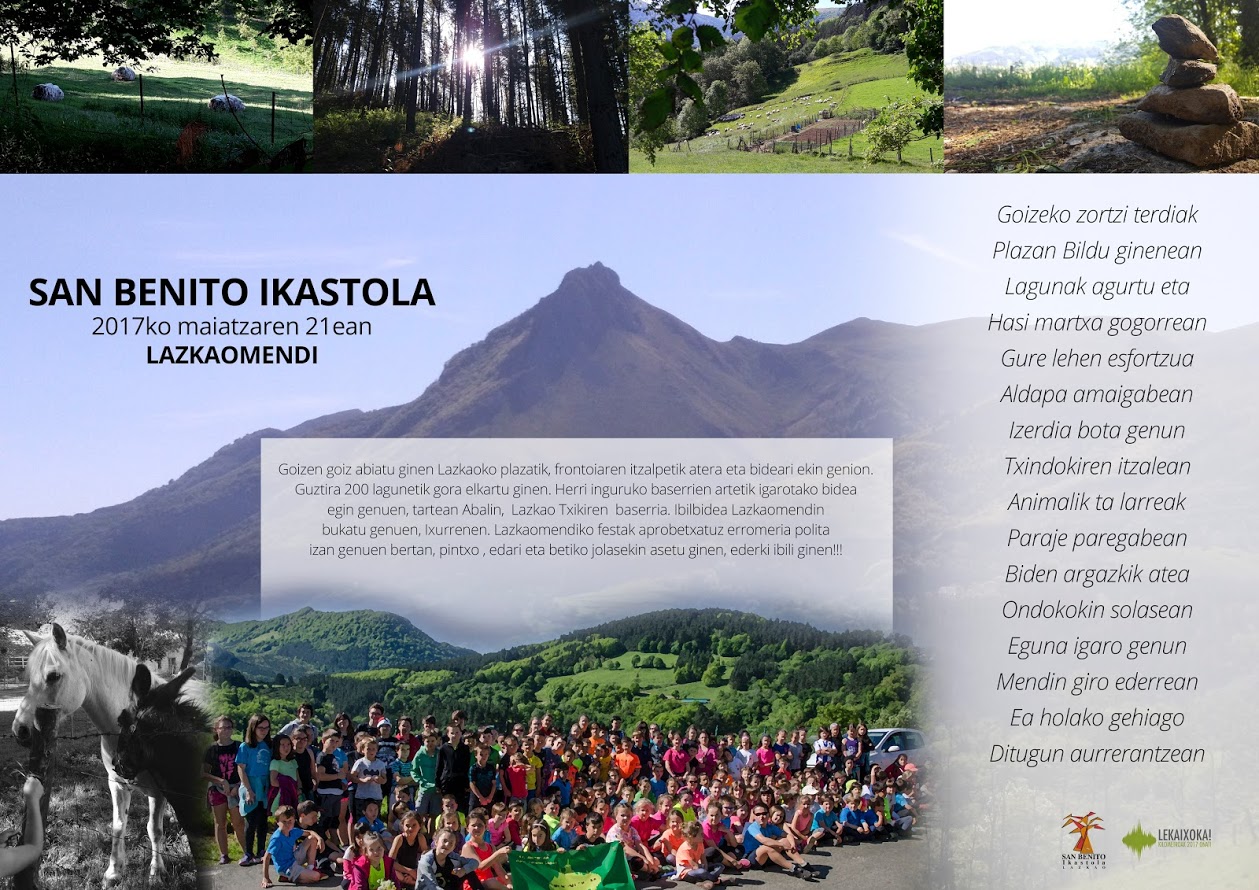 SAN BENITO IKASTOLA
2017ko maiatzaren 21ean
LAZKAOMENDI
Goizen goiz abiatu ginen Lazkaoko plazatik, frontoiaren itzalpetik atera eta bideari ekin genion.
Guztira 200 lagunetik gora elkartu ginen. Herri inguruko baserrien artetik igarotako bidea
egin genuen, tartean Abalin, Lazkao Txikiren baserria. Ibilbidea Lazkaomendin
bukatu genuen, Ixurrenen. Lazkaomendiko festak aprobetxatuz erromeria polita
izan genuen bertan, pintxo , edari eta betiko jolasekin asetu ginen, ederki ibili ginen!!!
Goizeko zortzi terdiak
Plazan Bildu ginenean
Lagunak agurtu eta
Hasi martxa gogorrean
Gure lehen esfortzua
Aldapa amaigabean
Izerdia bota genun
Txindokiren itzalean
Animalik ta larreak
Paraje paregabean
Biden argazkik atea
Ondokokin solasean
Eguna igaro genun
Mendin giro ederrean
Ea holako gehiago
Ditugun aurrerantzean
SAN BENITO
Ikastola
LAZKAO
LEKAIXOKA!
KILOMETROAK 2017 OÑATI